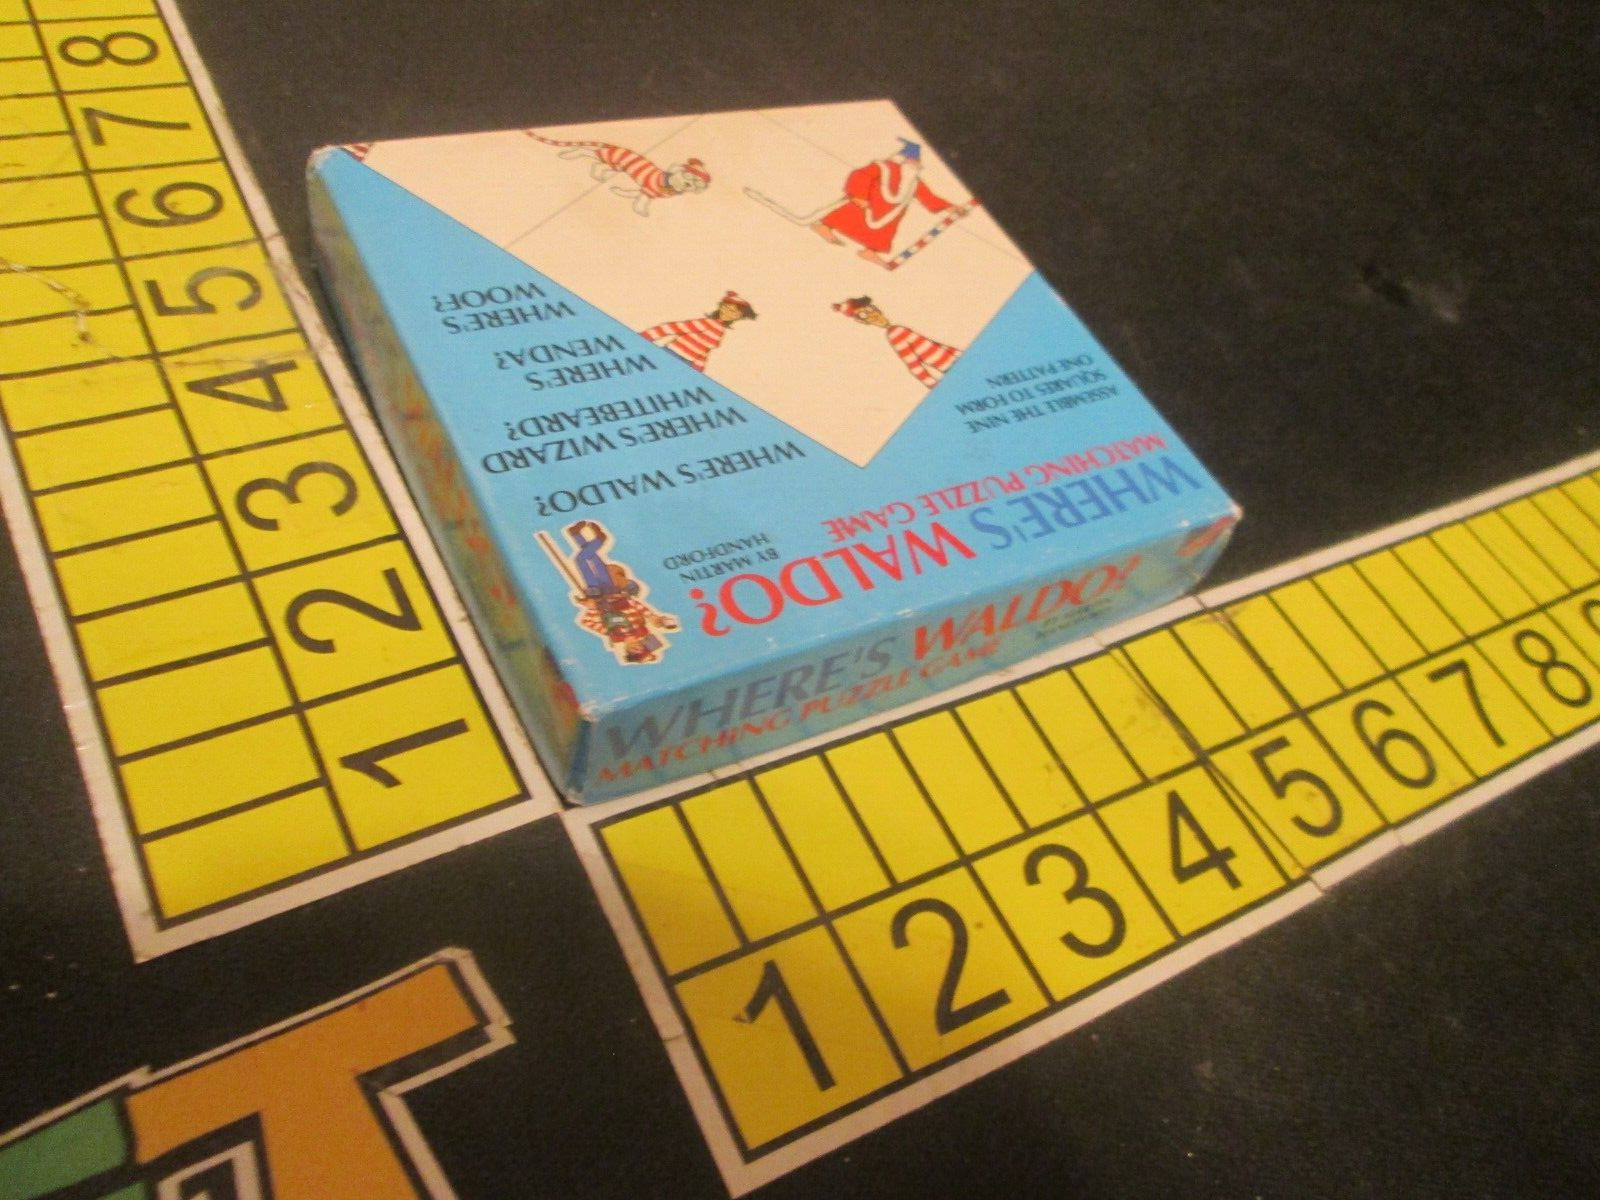 WHERE'S WALDO?
MATCHING PUZZLE GAME
ASSEMBLE THE NINE
SQUARES TO FORM
ONE PATTERN
BY MARTIN
HANDFORD
WHERE'S WALDO?
WHERE'S WIZARD
WHITEBEARD?
WHERE'S
WENDA?
WHERE'S
WOOF?
WHERE'S WALDO?
MATCHING PUZZLE GAME
8
7
6
5
4
3
2
1
1 2 3 4 5 6 7 8